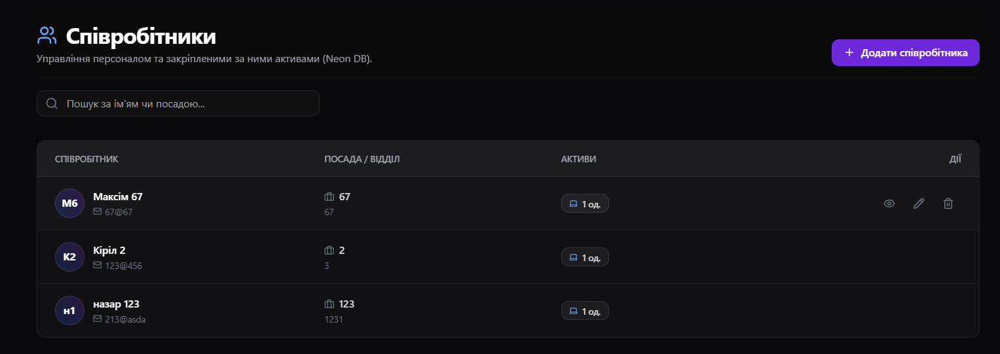 Співробітники
Управління персоналом та закріпленими за ними активами (Neon DB).
+ Додати співробітника
Пошук за ім'ям чи посадою...
СПІВРОБІТНИК ПОСАДА / ВІДДІЛ АКТИВИ ДІЇ
М6 Максім 67 67 1 од.
67@67 67
К2 Кіріл 2 2 1 од.
123@456 3
н1 назар 123 123 1 од.
213@asda 1231